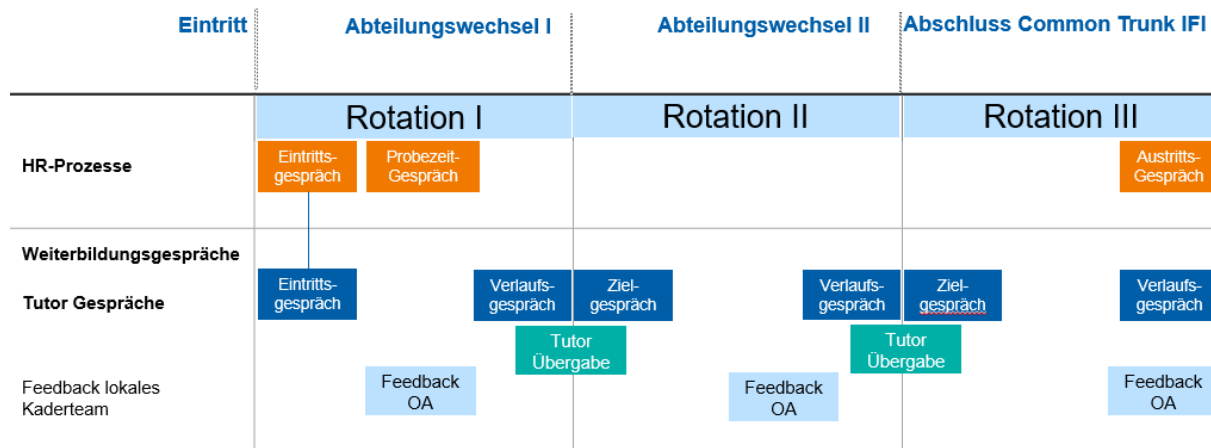 Eintritt
Abteilungswechsel I
Abteilungswechsel II
Abschluss Common Trunk IFI
Rotation I
Rotation II
Rotation III
HR-Prozesse
Eintritts-
gespräch
Probezeit-
Gespräch
Austritts-
Gespräch
Weiterbildungsgespräche
Tutor Gespräche
Eintritts-
gespräch
Verlaufs-
gespräch
Ziel-
gespräch
Verlaufs-
gespräch
Ziel-
gespräch
Verlaufs-
gespräch
Tutor
Übergabe
Tutor
Übergabe
Feedback lokales
Kaderteam
Feedback
OA
Feedback
OA
Feedback
OA